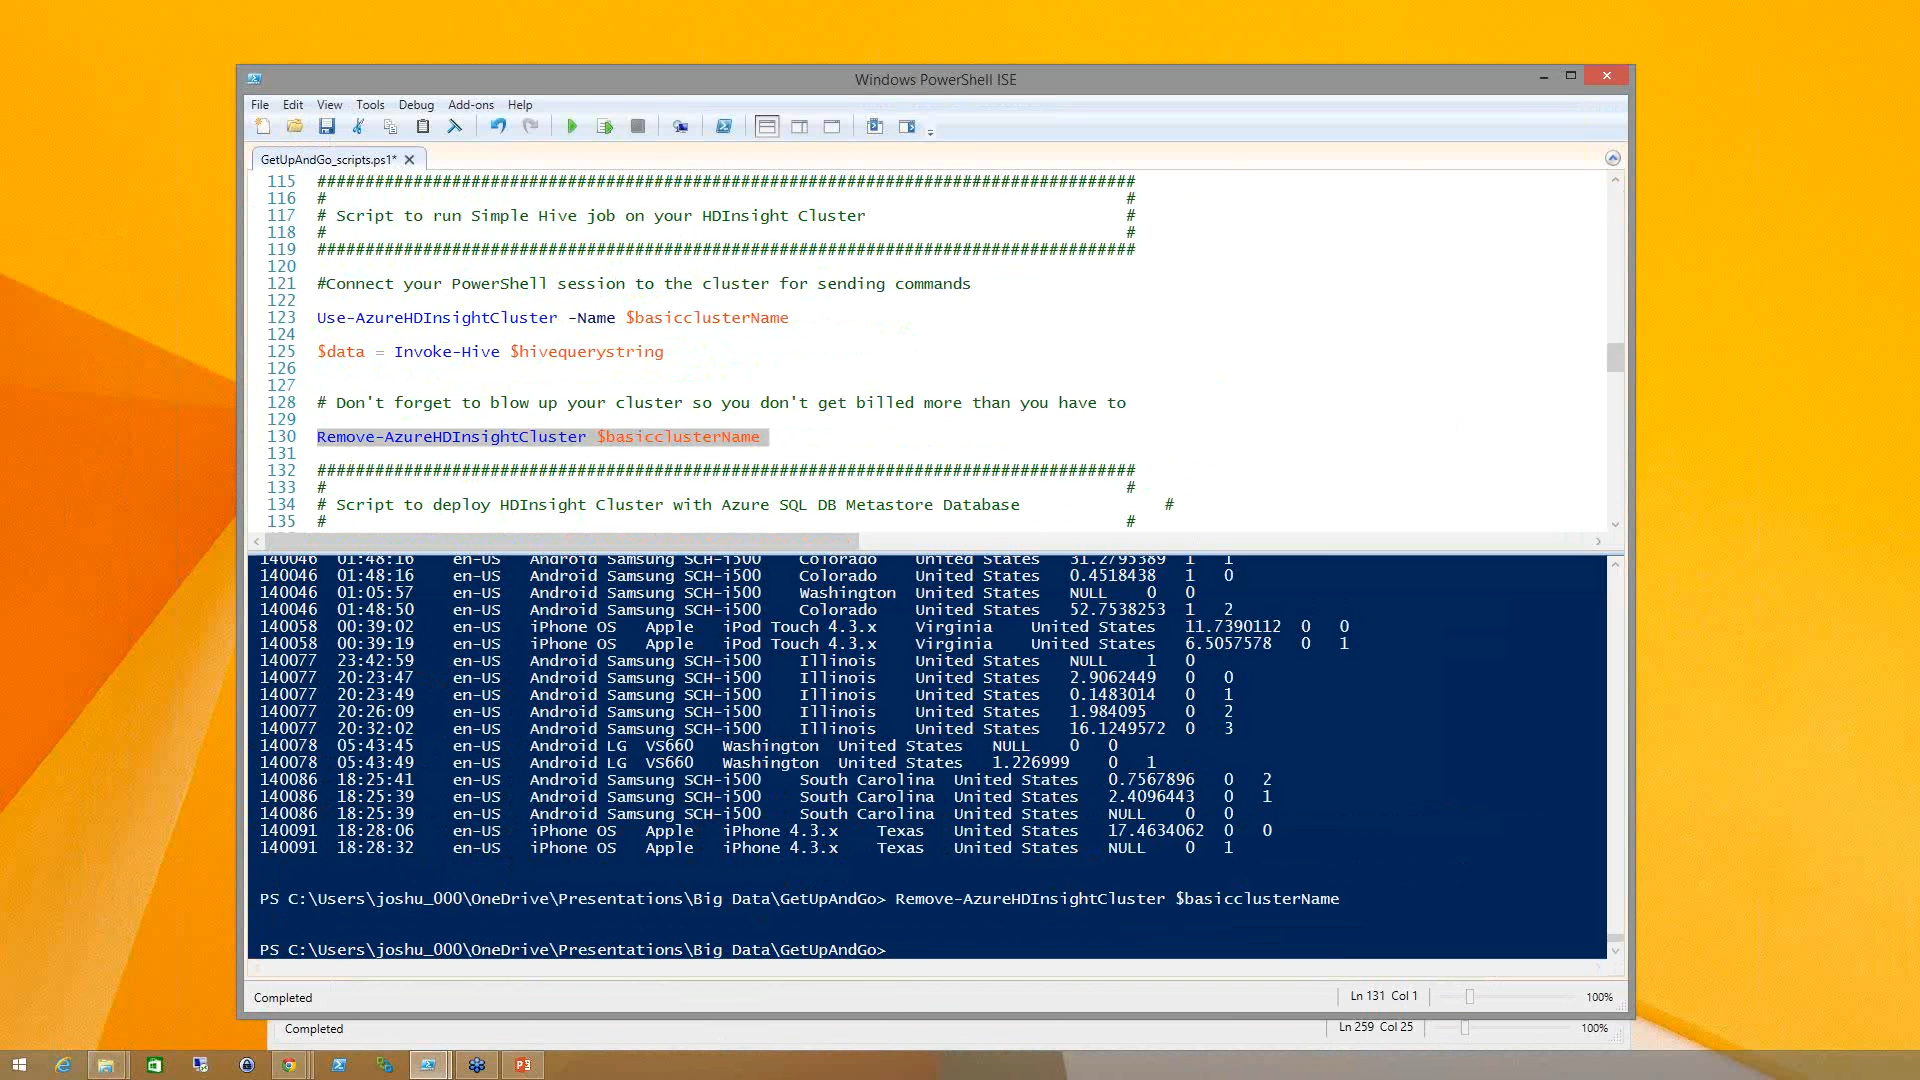 Windows PowerShell ISE
File Edit View Tools Debug Add-ons Help
GetUpAndGo_scripts.ps1*
115 #####################################################################################
116 # #
117 # Script to run Simple Hive job on your HDInsight Cluster #
118 # #
119 #####################################################################################
120
121 #Connect your PowerShell session to the cluster for sending commands
122
123 Use-AzureHDInsightCluster -Name $basicclusterName
124
125 $data = Invoke-Hive $hivequerystring
126
127
128 # Don't forget to blow up your cluster so you don't get billed more than you have to
129
130 Remove-AzureHDInsightCluster $basicclusterName
131
132 #####################################################################################
133 # #
134 # Script to deploy HDInsight Cluster with Azure SQL DB Metastore Database #
135 # #
140046 01:48:16 en-US Android Samsung SCH-i500 Colorado United States 31.2795389 1 1
140046 01:48:16 en-US Android Samsung SCH-i500 Colorado United States 0.4518438 1 0
140046 01:05:57 en-US Android Samsung SCH-i500 Washington United States NULL 0 0
140046 01:48:50 en-US Android Samsung SCH-i500 Colorado United States 52.7538253 1 2
140058 00:39:02 en-US iPhone OS Apple iPod Touch 4.3.x Virginia United States 11.7390112 0 0
140058 00:39:19 en-US iPhone OS Apple iPod Touch 4.3.x Virginia United States 6.5057578 0 1
140077 23:42:59 en-US Android Samsung SCH-i500 Illinois United States NULL 1 0
140077 20:23:47 en-US Android Samsung SCH-i500 Illinois United States 2.9062449 0 0
140077 20:23:49 en-US Android Samsung SCH-i500 Illinois United States 0.1483014 0 1
140077 20:26:09 en-US Android Samsung SCH-i500 Illinois United States 1.984095 0 2
140077 20:32:02 en-US Android Samsung SCH-i500 Illinois United States 16.1249572 0 3
140078 05:43:45 en-US Android LG VS660 Washington United States NULL 0 0
140078 05:43:49 en-US Android LG VS660 Washington United States 1.226999 0 1
140086 18:25:41 en-US Android Samsung SCH-i500 South Carolina United States 0.7567896 0 2
140086 18:25:39 en-US Android Samsung SCH-i500 South Carolina United States 2.4096443 0 1
140086 18:25:39 en-US Android Samsung SCH-i500 South Carolina United States NULL 0 0
140091 18:28:06 en-US iPhone OS Apple iPhone 4.3.x Texas United States 17.4634062 0 0
140091 18:28:32 en-US iPhone OS Apple iPhone 4.3.x Texas United States NULL 0 1
PS C:\Users\joshu_000\OneDrive\Presentations\Big Data\GetUpAndGo> Remove-AzureHDInsightCluster $basicclusterName
PS C:\Users\joshu_000\OneDrive\Presentations\Big Data\GetUpAndGo>
Completed Ln 131 Col 1 100%
Completed Ln 259 Col 25 100%